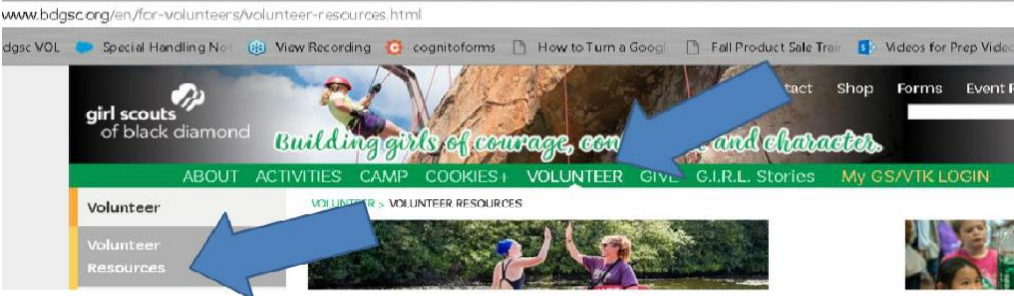 www.bdgsc.org/en/for-volunteers/volunteer-resources.html
dgsc VOL Special Handling No View Recording cognitoforms How to Turn a Googl Fall Product Sale Trai Videos for Prep Video
tact Shop Forms Event
girl scouts
of black diamond
Building girls of courage, con and character.
ABOUT ACTIVITIES CAMP COOKIES+ VOLUNTEER GIVE G.I.R.L. Stories My GS/VTK LOGIN
Volunteer
VOLUNTEER > VOLUNTEER RESOURCES
Volunteer
Resources